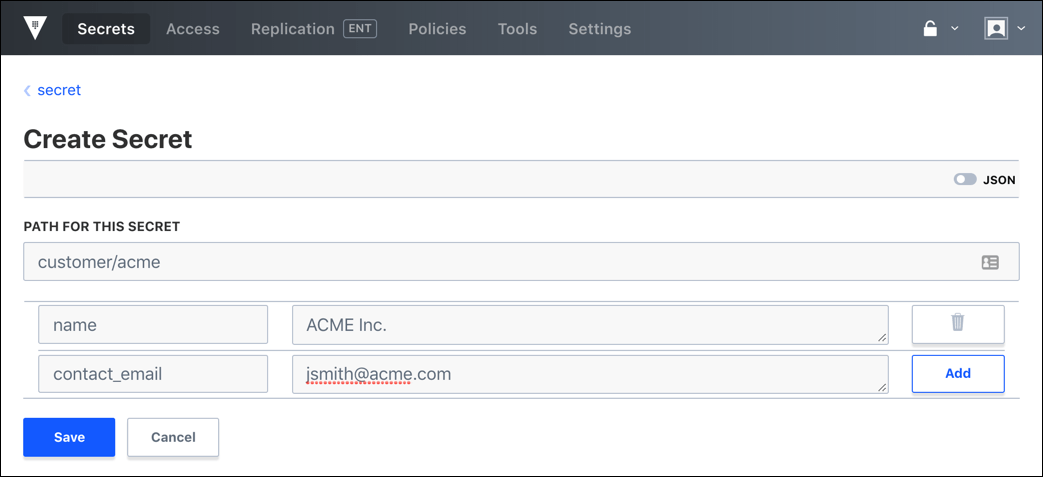 Secrets Access Replication ENT Policies Tools Settings
secret
Create Secret
JSON
PATH FOR THIS SECRET
customer/acme
name ACME Inc.
contact_email jsmith@acme.com Add
Save Cancel